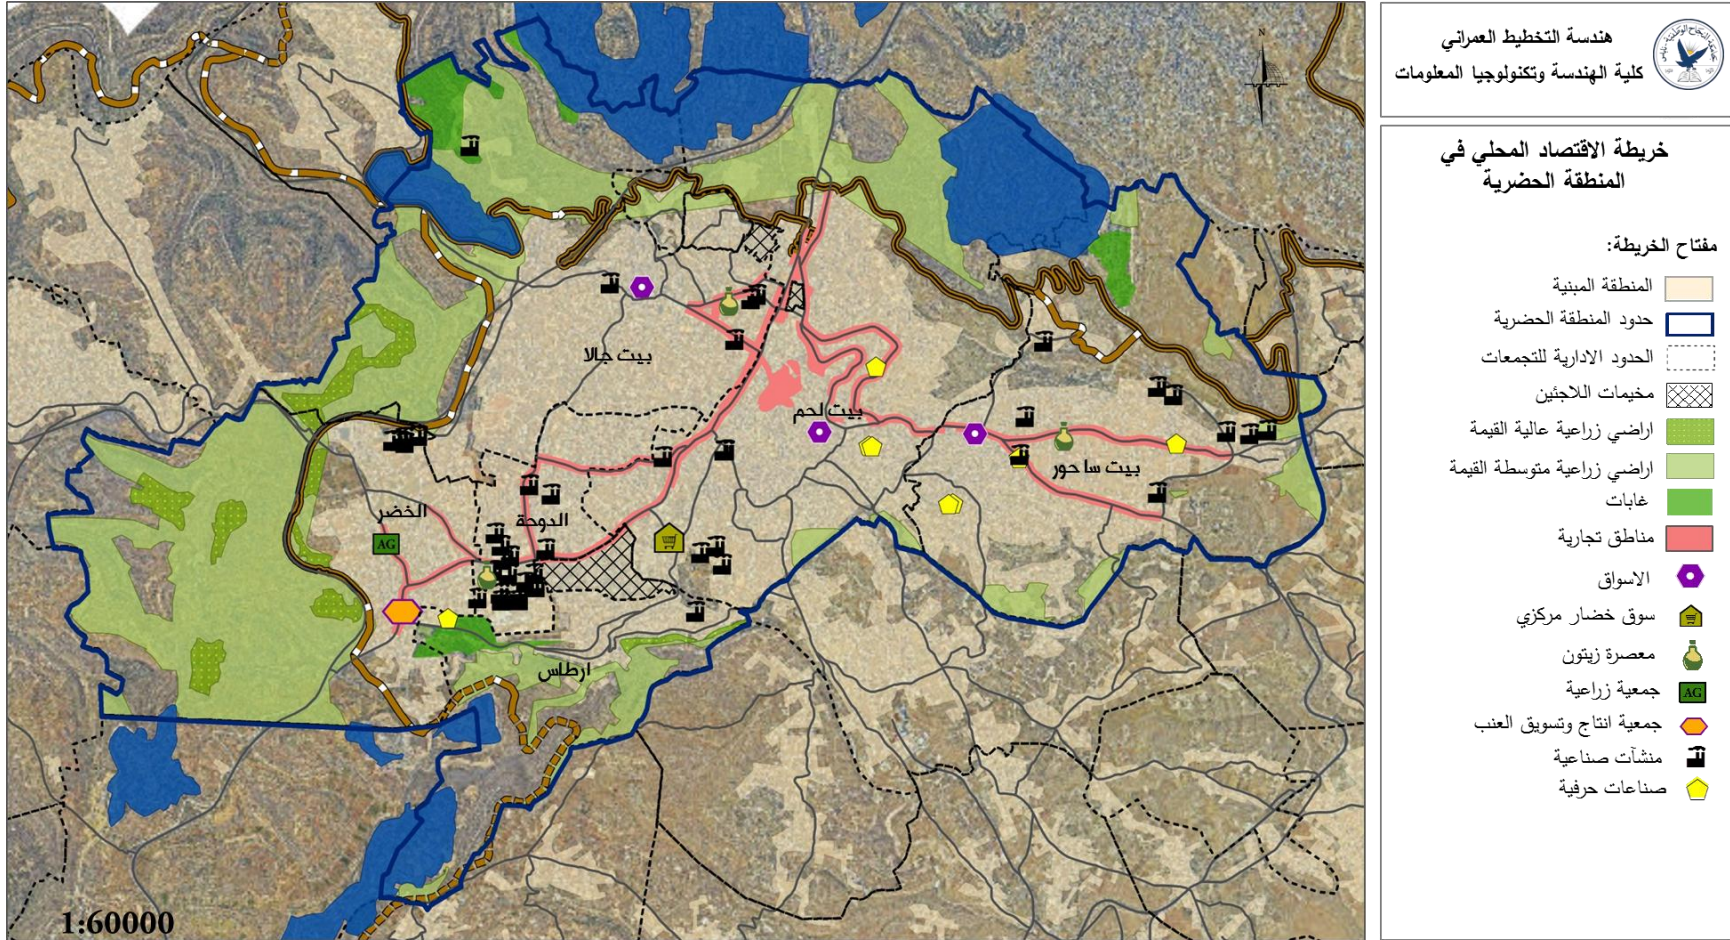 هندسة التخطيط العمراني
كلية الهندسة وتكنولوجيا المعلومات
خريطة الاقتصاد المحلي في
المنطقة الحضرية
مفتاح الخريطة:
المنطقة المبنية
حدود المنطقة الحضرية
الحدود الادارية للتجمعات
مخيمات اللاجئين
اراضي زراعية عالية القيمة
اراضي زراعية متوسطة القيمة
غابات
مناطق تجارية
الاسواق
سوق خضار مركزي
معصرة زيتون
جمعية زراعية
AG
جمعية انتاج وتسويق العنب
منشآت صناعية
صناعات حرفية
N
بيت جالا
بيت لحم
بيت ساحور
الدوحة
الخضر
AG
ارطاس
1:60000